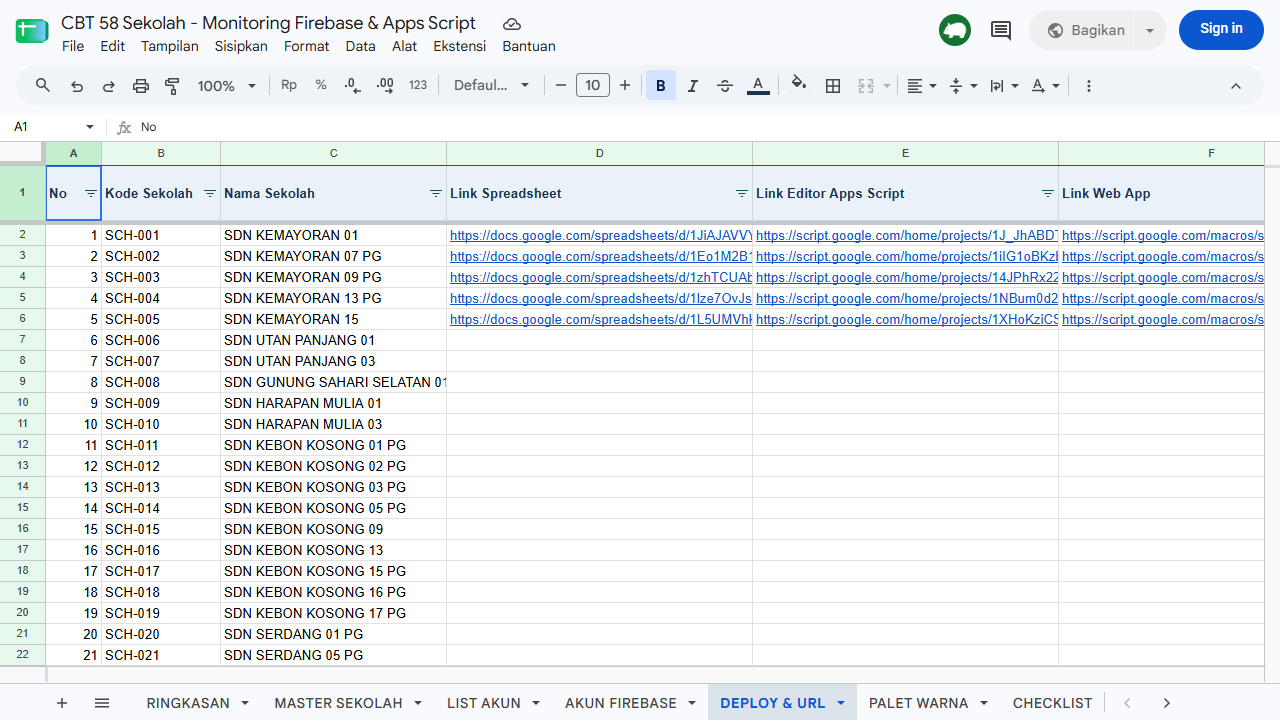 CBT 58 Sekolah - Monitoring Firebase & Apps Script
File Edit Tampilan Sisipkan Format Data Alat Ekstensi Bantuan
Bagikan
Sign in
100% Rp % .0 .00 123 Defaul... 10 B I A
A1 fx No
A B C D E F
1 No Kode Sekolah Nama Sekolah Link Spreadsheet Link Editor Apps Script Link Web App
2 1 SCH-001 SDN KEMAYORAN 01 https://docs.google.com/spreadsheets/d/1JiAJAVVY https://script.google.com/home/projects/1J_JhABDT https://script.google.com/macros/s
3 2 SCH-002 SDN KEMAYORAN 07 PG https://docs.google.com/spreadsheets/d/1Eo1M2B1 https://script.google.com/home/projects/1iIG1oBKzl https://script.google.com/macros/s
4 3 SCH-003 SDN KEMAYORAN 09 PG https://docs.google.com/spreadsheets/d/1zhTCUAb https://script.google.com/home/projects/14JPhRx22 https://script.google.com/macros/s
5 4 SCH-004 SDN KEMAYORAN 13 PG https://docs.google.com/spreadsheets/d/1lze7OvJs https://script.google.com/home/projects/1NBum0d2 https://script.google.com/macros/s
6 5 SCH-005 SDN KEMAYORAN 15 https://docs.google.com/spreadsheets/d/1L5UMVhl https://script.google.com/home/projects/1XHoKziCS https://script.google.com/macros/s
7 6 SCH-006 SDN UTAN PANJANG 01
8 7 SCH-007 SDN UTAN PANJANG 03
9 8 SCH-008 SDN GUNUNG SAHARI SELATAN 01
10 9 SCH-009 SDN HARAPAN MULIA 01
11 10 SCH-010 SDN HARAPAN MULIA 03
12 11 SCH-011 SDN KEBON KOSONG 01 PG
13 12 SCH-012 SDN KEBON KOSONG 02 PG
14 13 SCH-013 SDN KEBON KOSONG 03 PG
15 14 SCH-014 SDN KEBON KOSONG 05 PG
16 15 SCH-015 SDN KEBON KOSONG 09
17 16 SCH-016 SDN KEBON KOSONG 13
18 17 SCH-017 SDN KEBON KOSONG 15 PG
19 18 SCH-018 SDN KEBON KOSONG 16 PG
20 19 SCH-019 SDN KEBON KOSONG 17 PG
21 20 SCH-020 SDN SERDANG 01 PG
22 21 SCH-021 SDN SERDANG 05 PG
RINGKASAN MASTER SEKOLAH LIST AKUN AKUN FIREBASE DEPLOY & URL PALET WARNA CHECKLIST